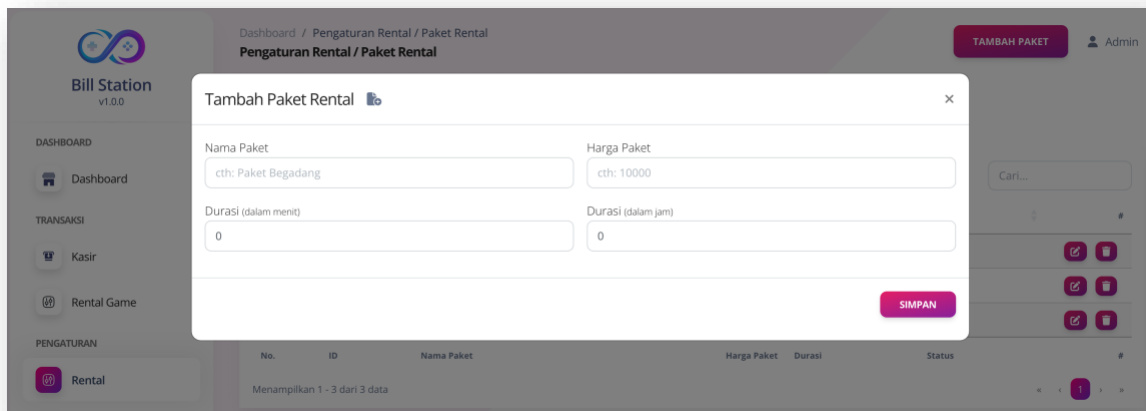 Dashboard / Pengaturan Rental / Paket Rental
Pengaturan Rental / Paket Rental
TAMBAH PAKET
Admin
Bill Station
v1.0.0
DASHBOARD
Dashboard
TRANSAKSI
Kasir
Rental Game
PENGATURAN
Rental
Tambah Paket Rental
×
Nama Paket
cth: Paket Begadang
Harga Paket
cth: 10000
Durasi (dalam menit)
0
Durasi (dalam jam)
0
SIMPAN
Cari...
#
No. ID Nama Paket Harga Paket Durasi Status #
Menampilkan 1 - 3 dari 3 data
« ‹ 1 › »